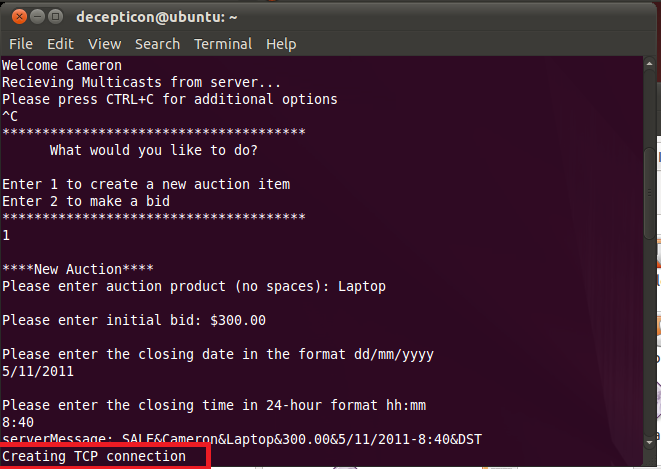 decepticon@ubuntu: ~
File Edit View Search Terminal Help
Welcome Cameron
Recieving Multicasts from server...
Please press CTRL+C for additional options
^C
**************************************
What would you like to do?
Enter 1 to create a new auction item
Enter 2 to make a bid
**************************************
1
****New Auction****
Please enter auction product (no spaces): Laptop
Please enter initial bid: $300.00
Please enter the closing date in the format dd/mm/yyyy
5/11/2011
Please enter the closing time in 24-hour format hh:mm
8:40
serverMessage: SALE&Cameron&Laptop&300.00&5/11/2011-8:40&DST
Creating TCP connection